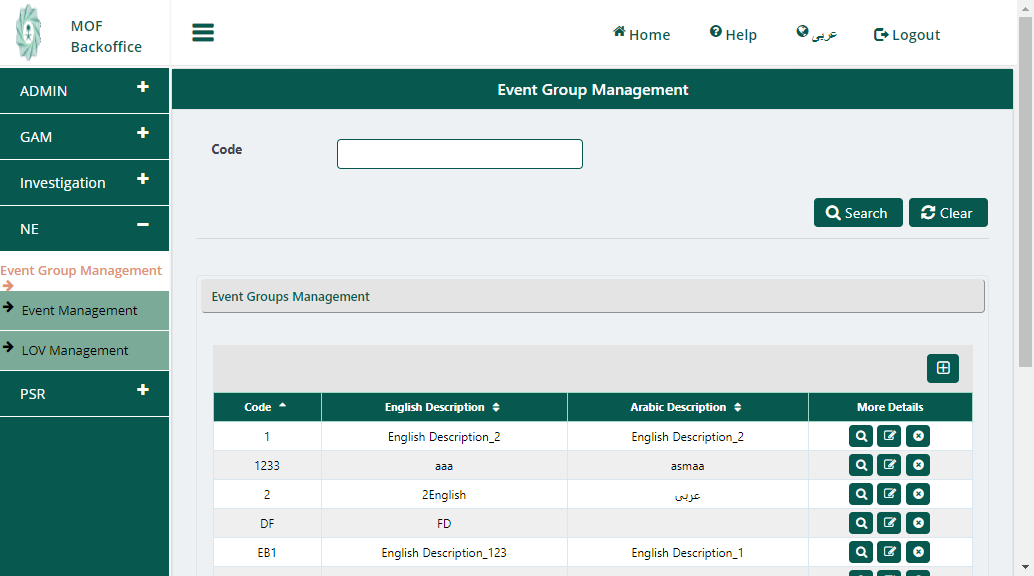 MOF
Backoffice
Home
Help
عربى
Logout
ADMIN
GAM
Investigation
NE
Event Group Management
Event Management
LOV Management
PSR
Event Group Management
Code
Search
Clear
Event Groups Management
Code English Description Arabic Description More Details
1 English Description_2 English Description_2
1233 aaa asmaa
2 2English عربى
DF FD
EB1 English Description_123 English Description_1